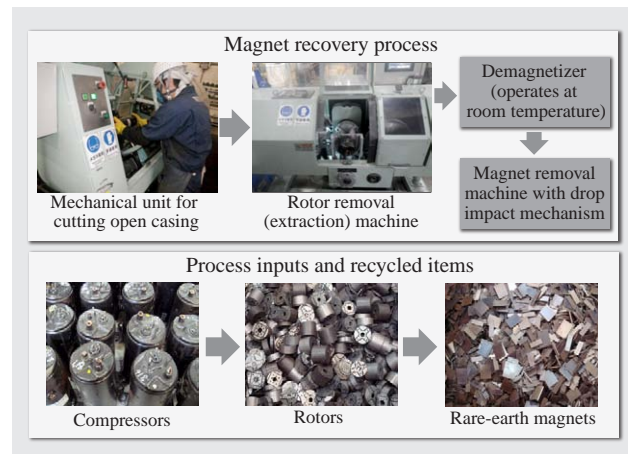 Magnet recovery process
Mechanical unit for
cutting open casing
Rotor removal
(extraction) machine
Demagnetizer
(operates at
room temperature)
Magnet removal
machine with drop
impact mechanism
Process inputs and recycled items
Compressors
Rotors
Rare-earth magnets